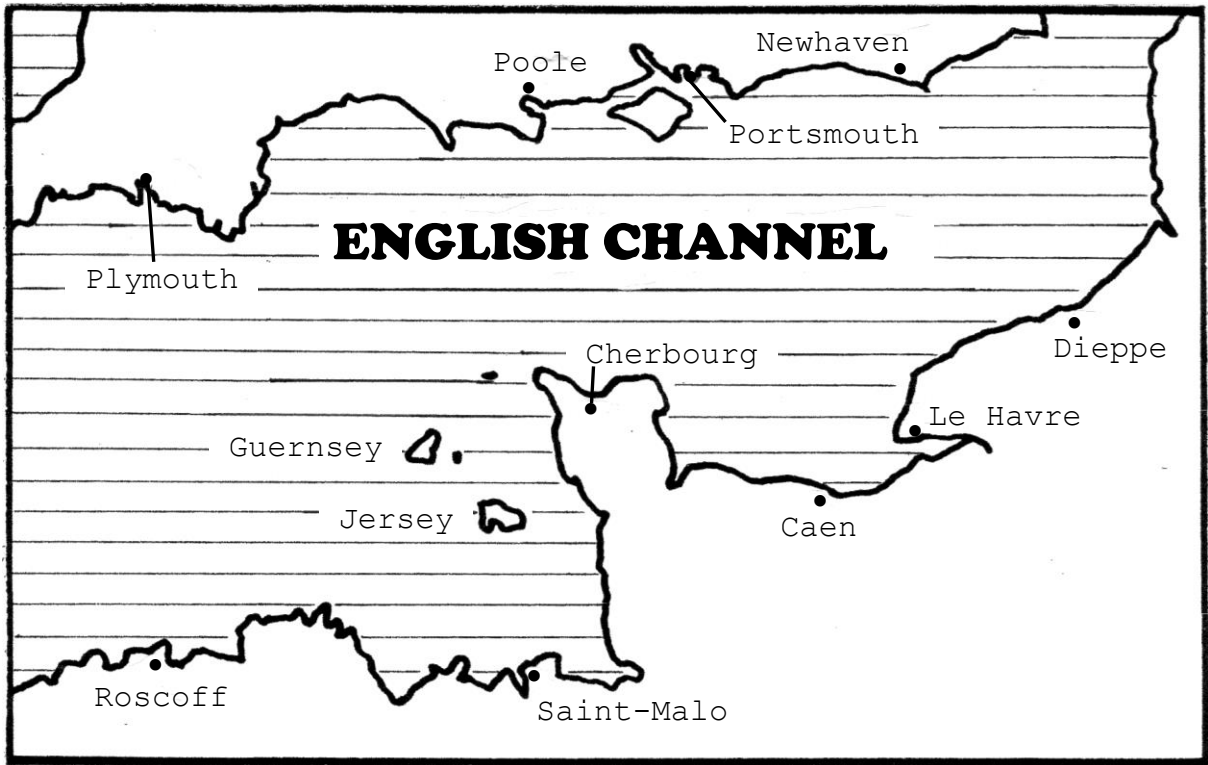 Newhaven
Poole
Portsmouth
ENGLISH CHANNEL
Plymouth
Cherbourg
Dieppe
Le Havre
Guernsey
Jersey
Caen
Roscoff
Saint-Malo